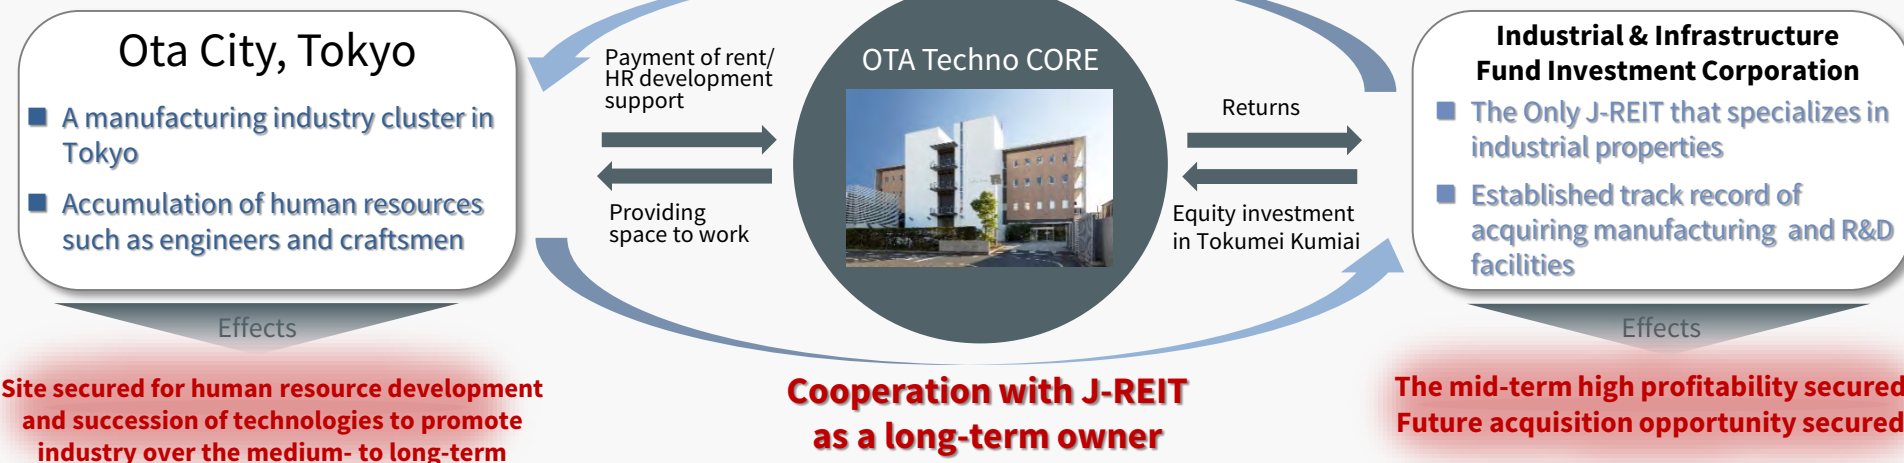 Ota City, Tokyo
A manufacturing industry cluster in
Tokyo
Accumulation of human resources
such as engineers and craftsmen
Effects
Site secured for human resource development
and succession of technologies to promote
industry over the medium- to long-term
Payment of rent/
HR development
support
Providing
space to work
OTA Techno CORE
Cooperation with J-REIT
as a long-term owner
Returns
Equity investment
in Tokumei Kumiai
Industrial & Infrastructure
Fund Investment Corporation
The Only J-REIT that specializes in
industrial properties
Established track record of
acquiring manufacturing and R&D
facilities
Effects
The mid-term high profitability secured
Future acquisition opportunity secured